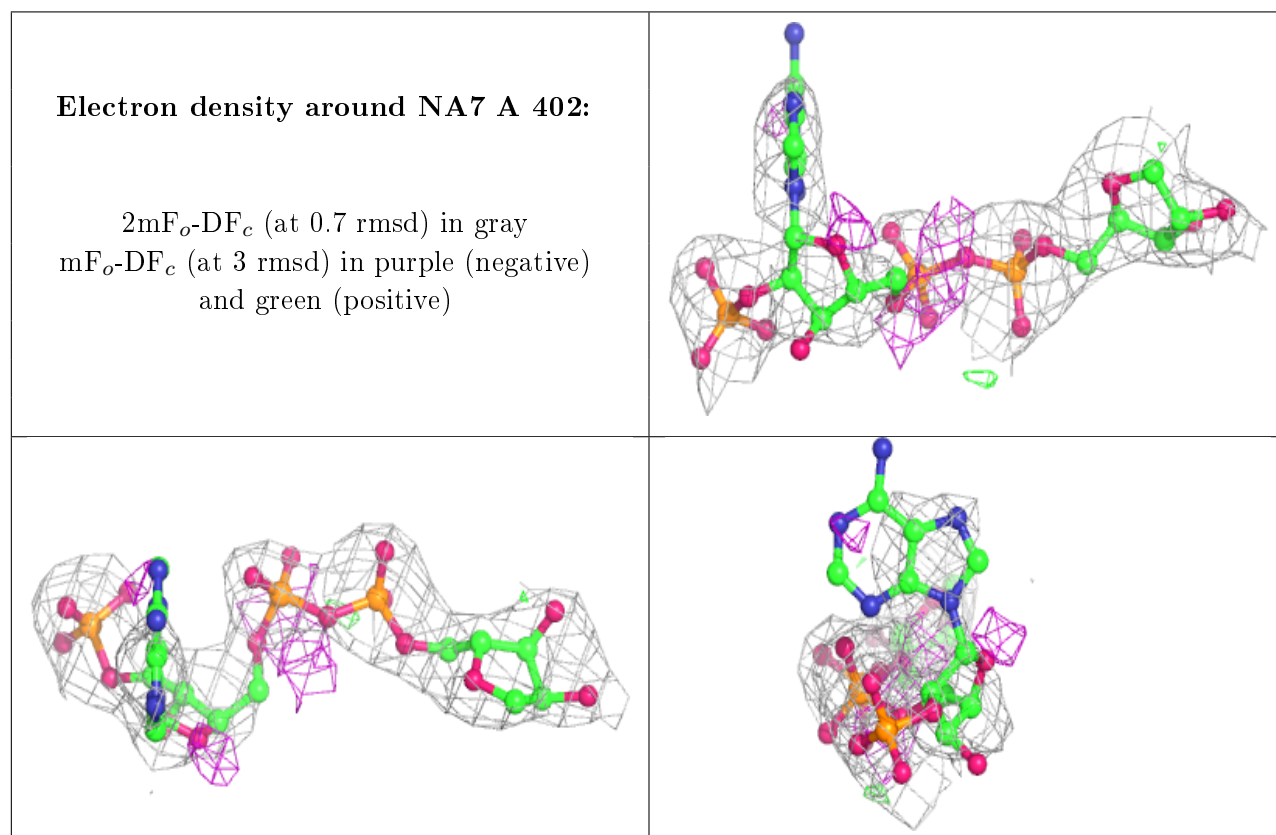 Electron density around NA7 A 402:
2mFo-DFc (at 0.7 rmsd) in gray
mFo-DFc (at 3 rmsd) in purple (negative)
and green (positive)